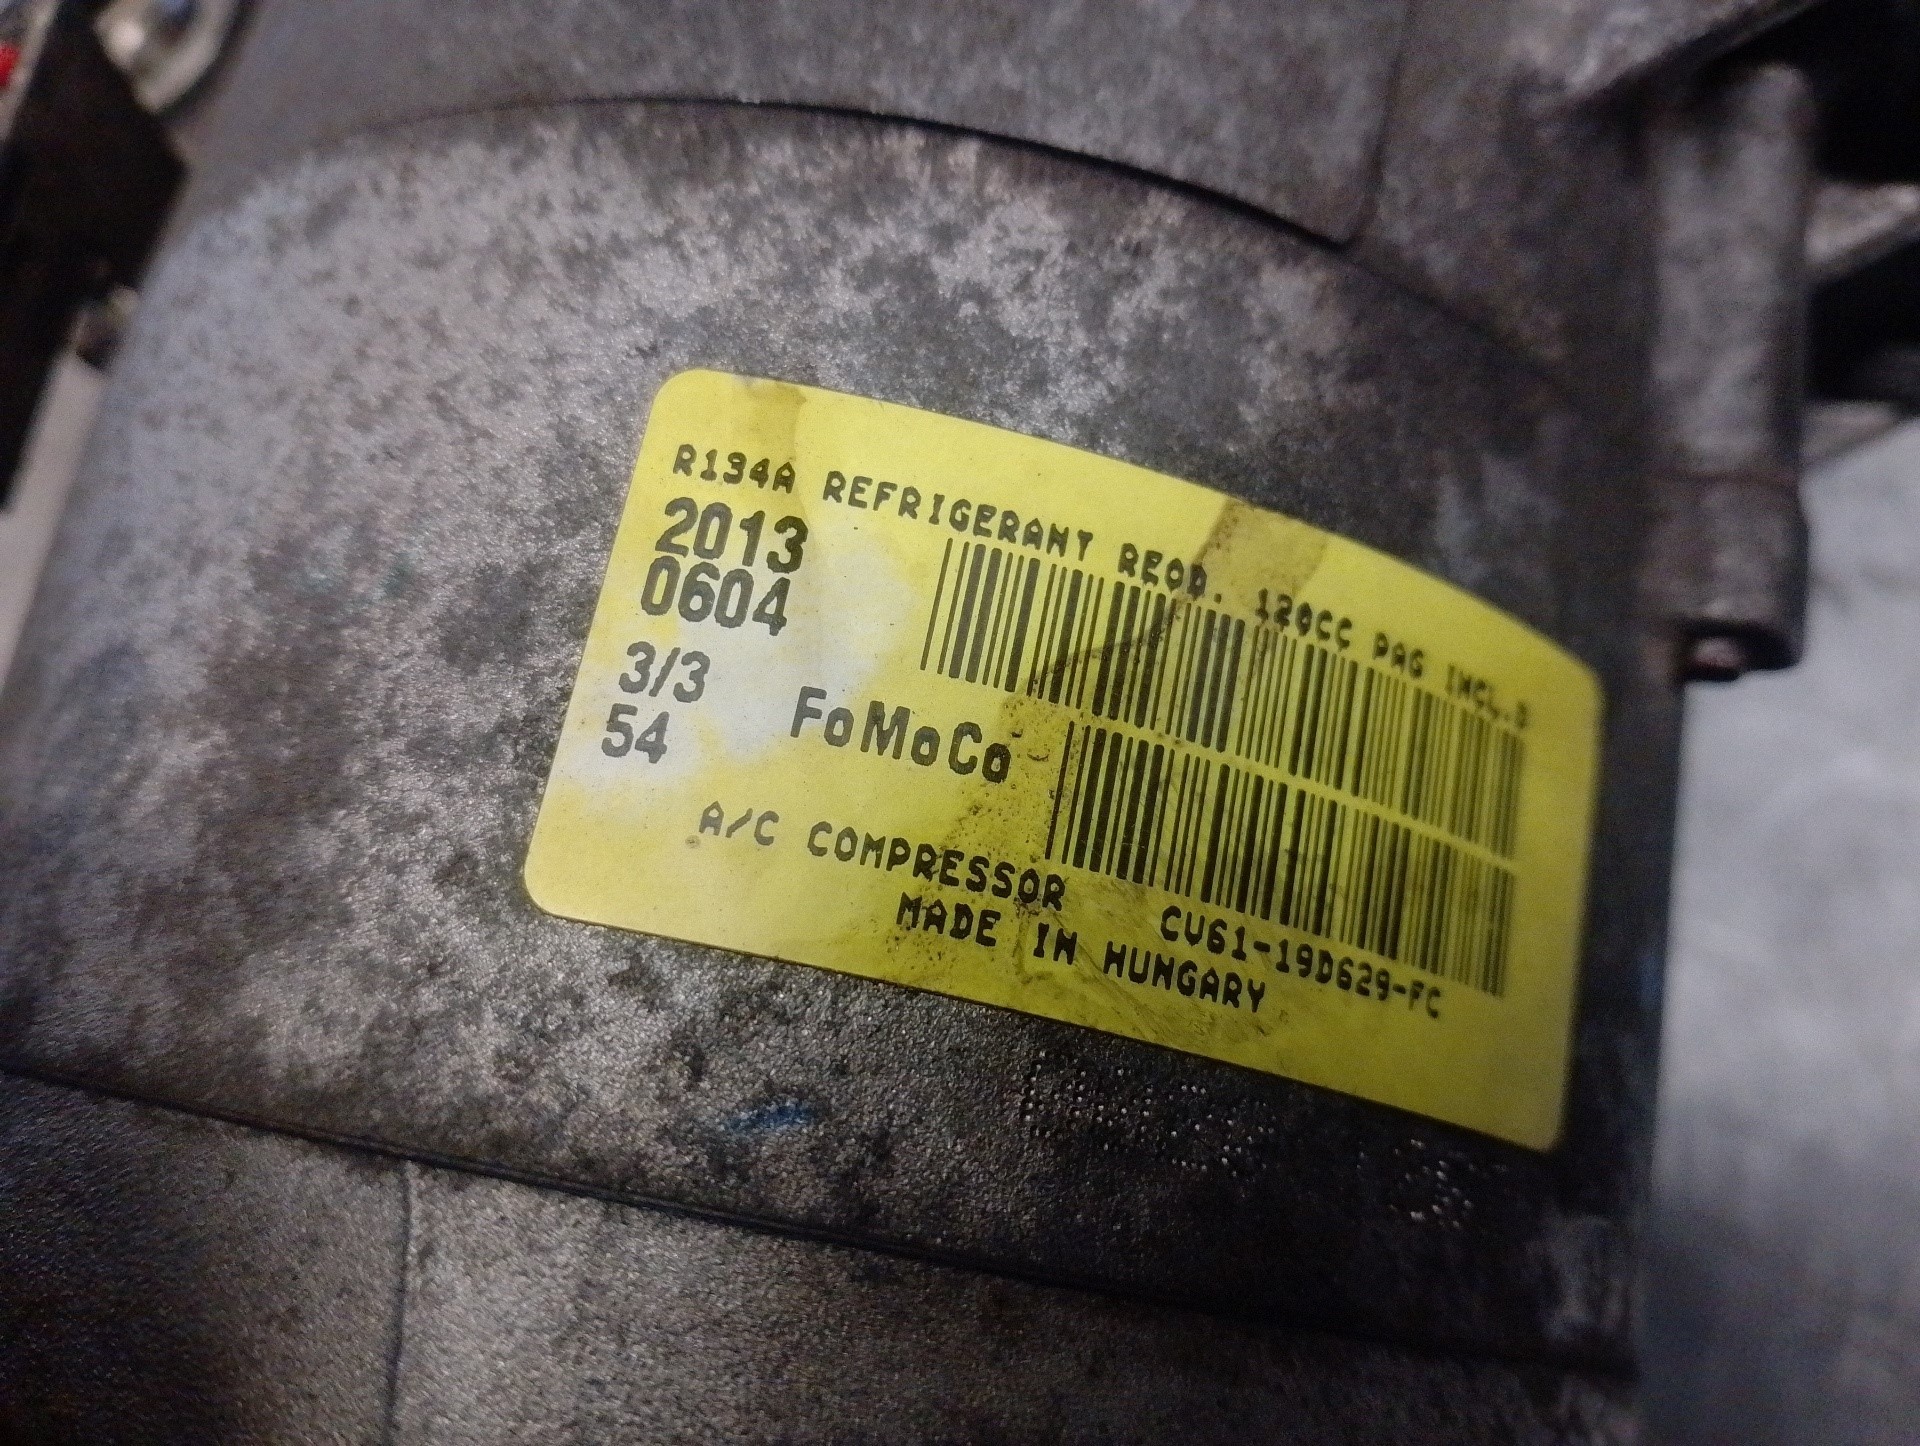 R134A REFRIGERANT REQD. 120CC PAG INCL.
2013
0604
3/3
54
FoMoCo
A/C COMPRESSOR
CV61-19D629-FC
MADE IN HUNGARY